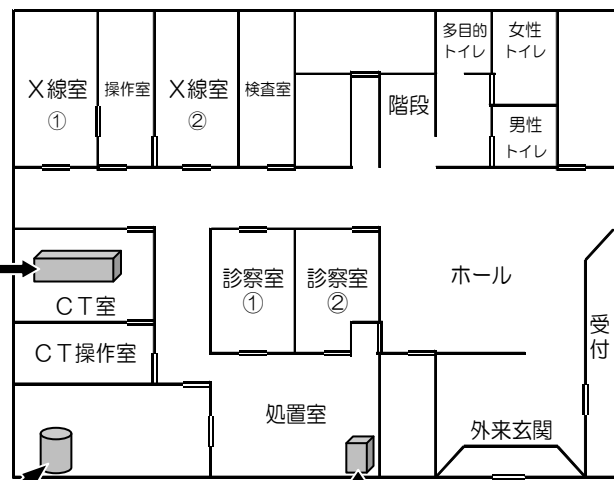 多目的
トイレ
女性
トイレ
X線室
①
操作室
X線室
②
検査室
階段
男性
トイレ
診察室
①
診察室
②
ホール
CT室
受付
CT操作室
処置室
外来玄関